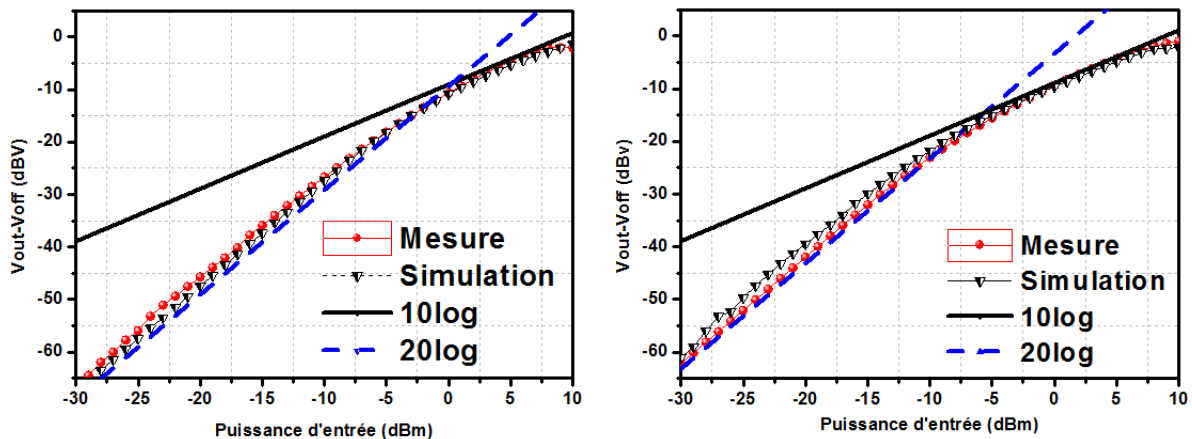 0
-10
-20
-30
-40
-50
-60
Vout-Voff (dBV)
Mesure
Simulation
10log
20log
-30 -25 -20 -15 -10 -5 0 5 10
Puissance d'entrée (dBm)
0
-10
-20
-30
-40
-50
-60
Vout-Voff (dBv)
Mesure
Simulation
10log
20log
-30 -25 -20 -15 -10 -5 0 5 10
Puissance d'entrée (dBm)